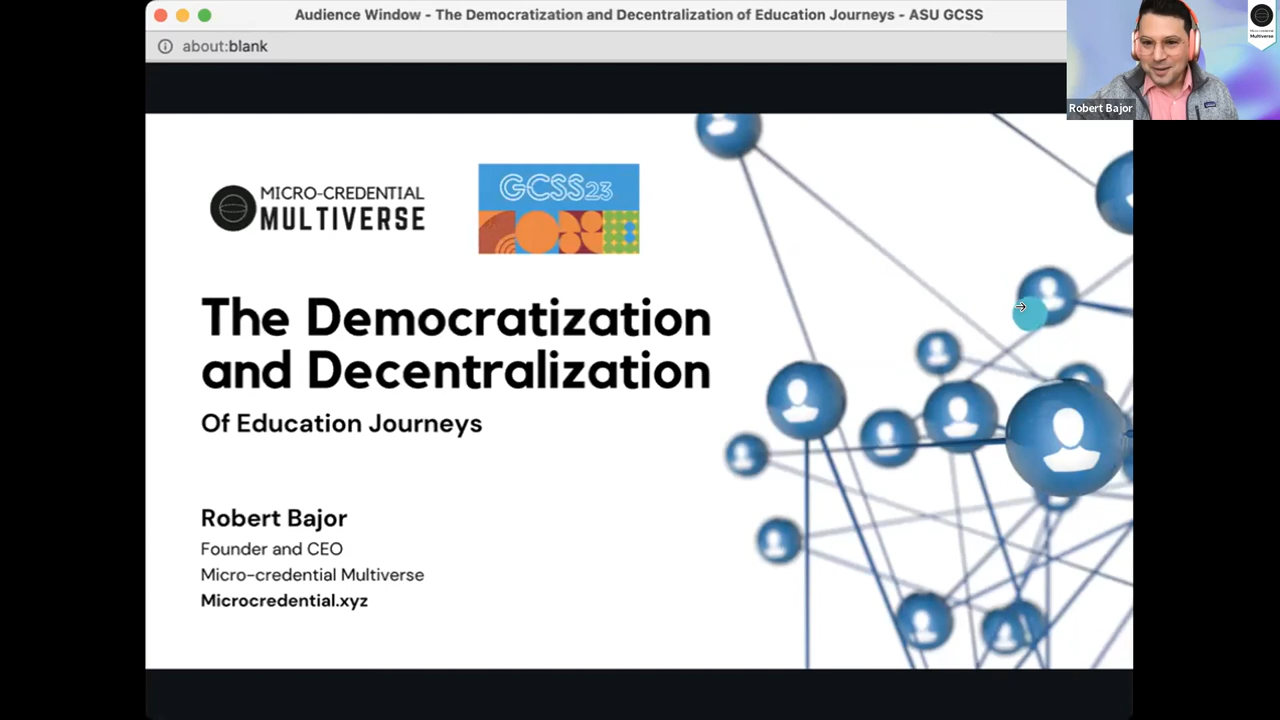 Audience Window - The Democratization and Decentralization of Education Journeys - ASU GCSS
about:blank
Robert Bajor
MICRO-CREDENTIAL
MULTIVERSE
GCSS23
The Democratization
and Decentralization
Of Education Journeys
Robert Bajor
Founder and CEO
Micro-credential Multiverse
Microcredential.xyz